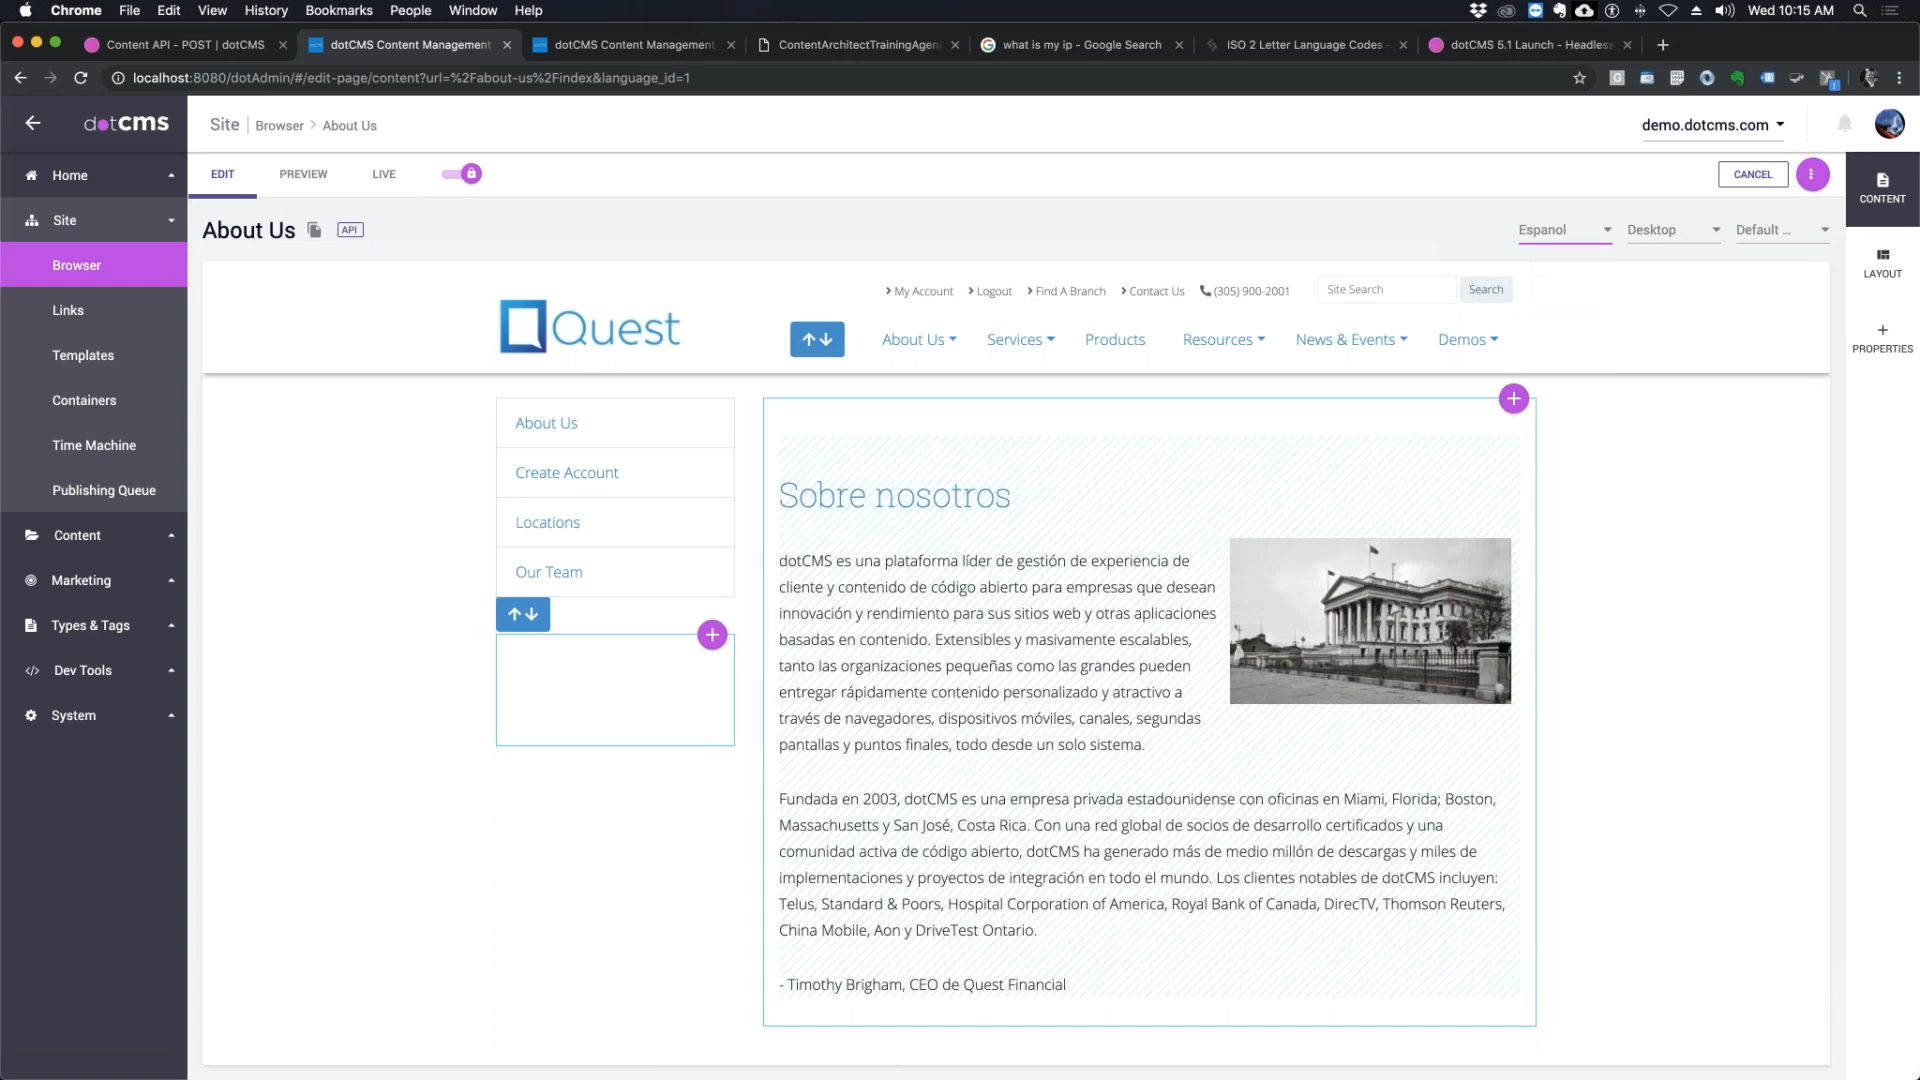 Chrome File Edit View History Bookmarks People Window Help Wed 10:15 AM
Content API - POST | dotCMS
dotCMS Content Management
dotCMS Content Management
ContentArchitectTrainingAgen
what is my ip - Google Search
ISO 2 Letter Language Codes -
dotCMS 5.1 Launch - Headless
localhost:8080/dotAdmin/#/edit-page/content?url=%2Fabout-us%2Findex&language_id=1
dotCMS
Site Browser > About Us
demo.dotcms.com
Home
Site
Browser
Links
Templates
Containers
Time Machine
Publishing Queue
Content
Marketing
Types & Tags
Dev Tools
System
EDIT PREVIEW LIVE
CANCEL
CONTENT
LAYOUT
PROPERTIES
About Us API
Espanol Desktop Default ...
Quest
My Account Logout Find A Branch Contact Us (305) 900-2001 Site Search Search
About Us Services Products Resources News & Events Demos
About Us
Create Account
Locations
Our Team
Sobre nosotros
dotCMS es una plataforma líder de gestión de experiencia de
cliente y contenido de código abierto para empresas que desean
innovación y rendimiento para sus sitios web y otras aplicaciones
basadas en contenido. Extensibles y masivamente escalables,
tanto las organizaciones pequeñas como las grandes pueden
entregar rápidamente contenido personalizado y atractivo a
través de navegadores, dispositivos móviles, canales, segundas
pantallas y puntos finales, todo desde un solo sistema.
Fundada en 2003, dotCMS es una empresa privada estadounidense con oficinas en Miami, Florida; Boston,
Massachusetts y San José, Costa Rica. Con una red global de socios de desarrollo certificados y una
comunidad activa de código abierto, dotCMS ha generado más de medio millón de descargas y miles de
implementaciones y proyectos de integración en todo el mundo. Los clientes notables de dotCMS incluyen:
Telus, Standard & Poors, Hospital Corporation of America, Royal Bank of Canada, DirecTV, Thomson Reuters,
China Mobile, Aon y DriveTest Ontario.
- Timothy Brigham, CEO de Quest Financial